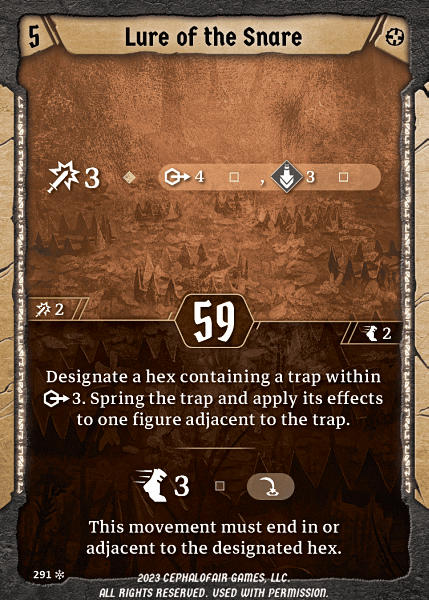 5
Lure of the Snare
3
4
,
3
2
59
2
Designate a hex containing a trap within
3. Spring the trap and apply its effects
to one figure adjacent to the trap.
3
This movement must end in or
adjacent to the designated hex.
291
2023 CEPHALOFAIR GAMES, LLC.
ALL RIGHTS RESERVED. USED WITH PERMISSION.